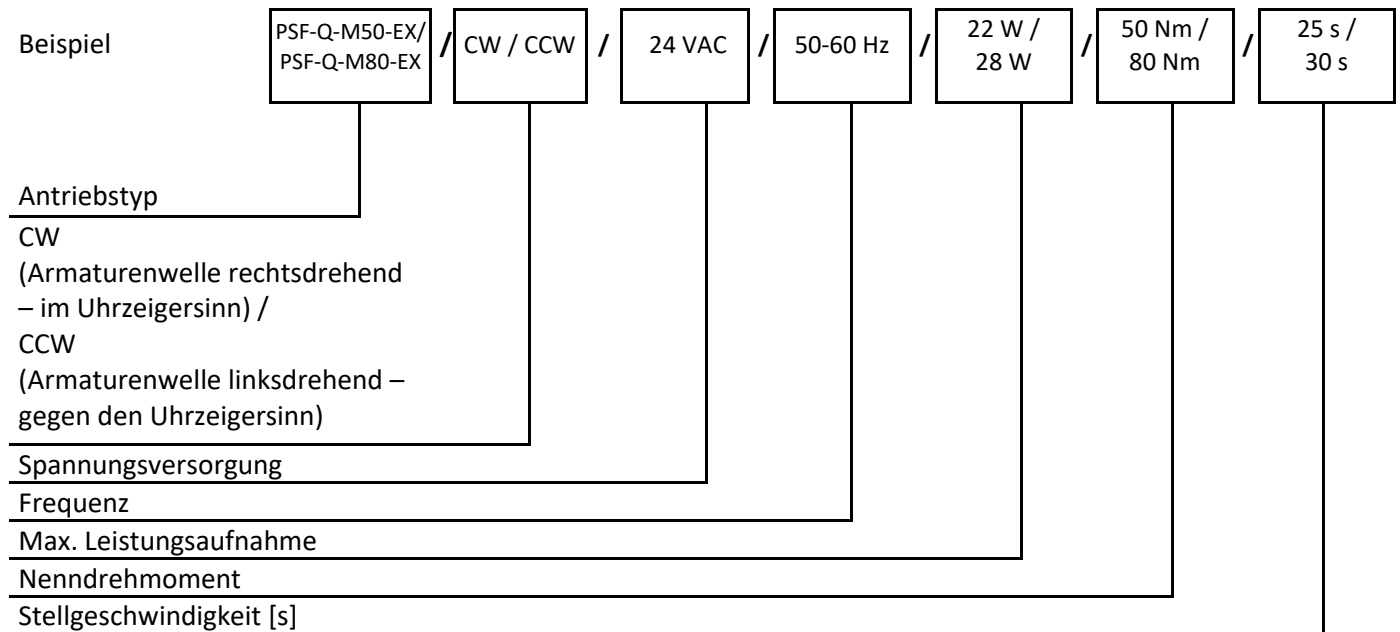 Beispiel
PSF-Q-M50-EX/
PSF-Q-M80-EX
/
CW / CCW
/
24 VAC
/
50-60 Hz
/
22 W /
28 W
/
50 Nm /
80 Nm
/
25 s /
30 s
Antriebstyp
CW
(Armaturenwelle rechtsdrehend
– im Uhrzeigersinn) /
CCW
(Armaturenwelle linksdrehend –
gegen den Uhrzeigersinn)
Spannungsversorgung
Frequenz
Max. Leistungsaufnahme
Nenndrehmoment
Stellgeschwindigkeit [s]